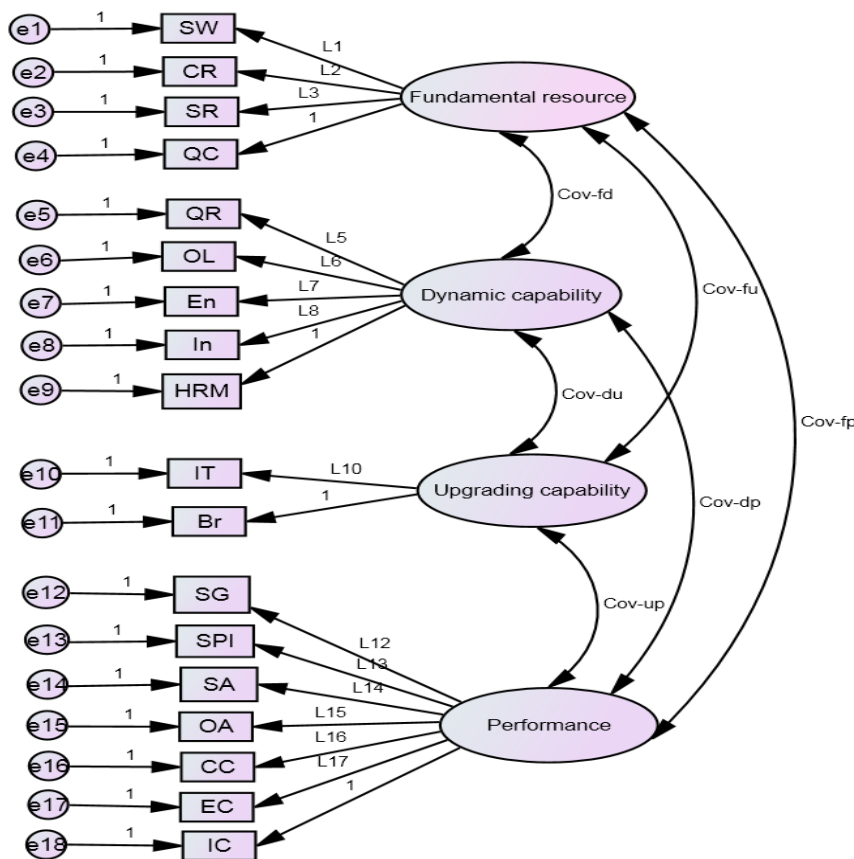 e1 1 SW
L1
e2 1 CR
L2
e3 1 SR
L3
Fundamental resource
e4 1 QC
1
Cov-fd
e5 1 QR
L5
e6 1 OL
L6
e7 1 En
L7
Dynamic capability
Cov-fu
e8 1 In
L8
e9 1 HRM
1
Cov-du
Cov-fp
e10 1 IT
L10
Upgrading capability
e11 1 Br
1
Cov-dp
e12 1 SG
Cov-up
L12
e13 1 SPI
L13
e14 1 SA
L14
e15 1 OA
L15
Performance
e16 1 CC
L16
e17 1 EC
L17
e18 1 IC
1